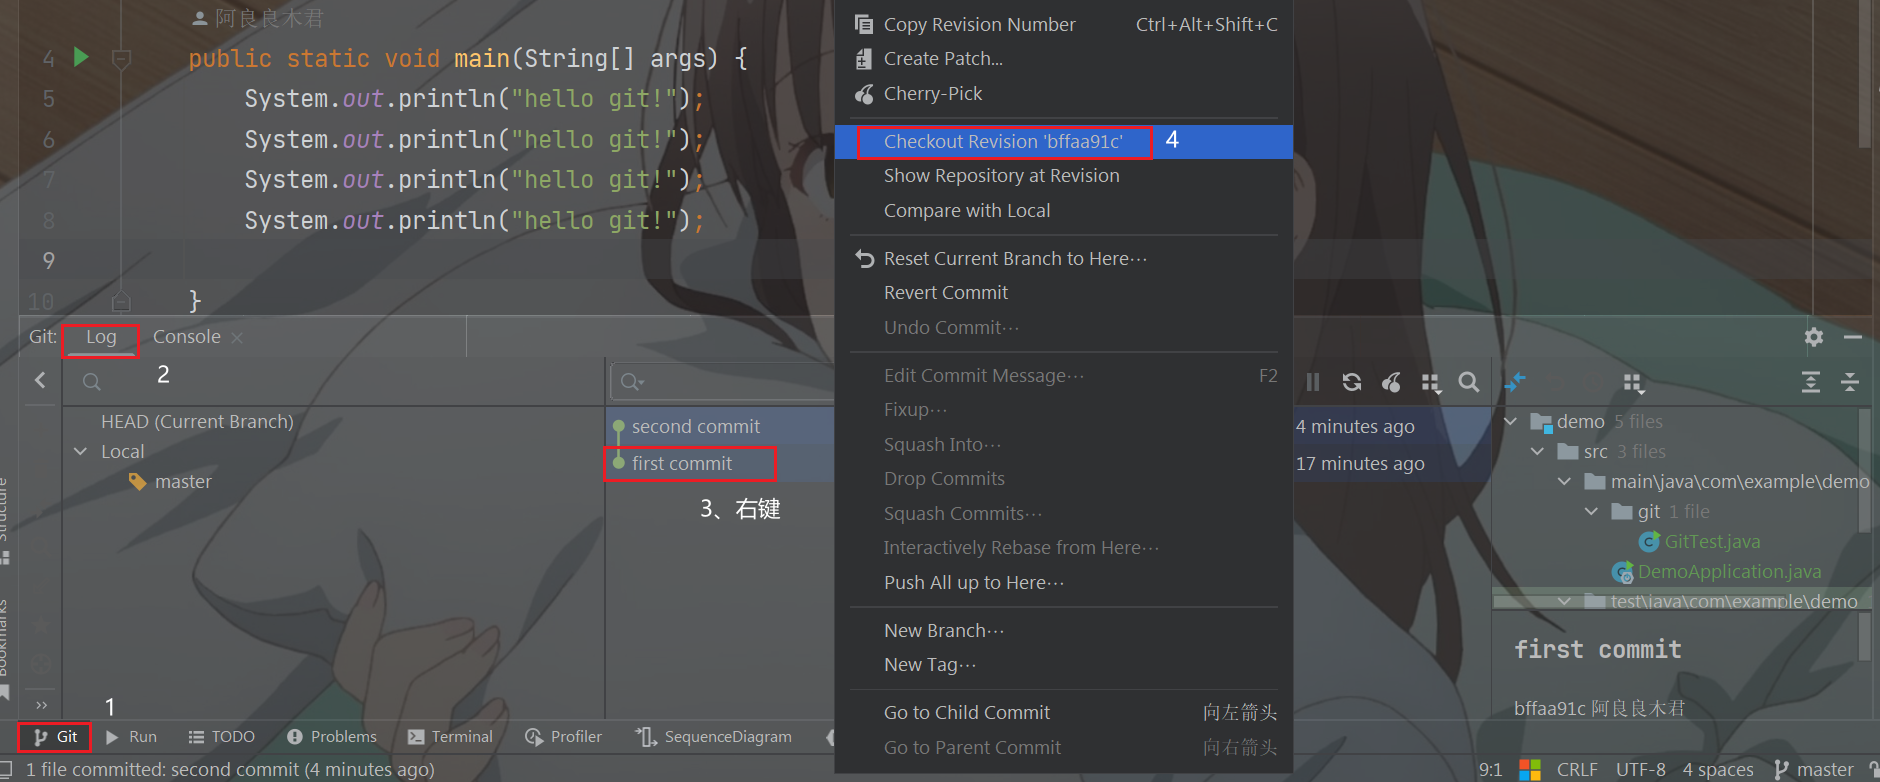 阿良良木君
4 public static void main(String[] args) {
5 System.out.println("hello git!");
6 System.out.println("hello git!");
7 System.out.println("hello git!");
8 System.out.println("hello git!");
9
10 }
Copy Revision Number Ctrl+Alt+Shift+C
Create Patch...
Cherry-Pick
Checkout Revision 'bffaa91c' 4
Show Repository at Revision
Compare with Local
Reset Current Branch to Here...
Revert Commit
Undo Commit...
Edit Commit Message... F2
Fixup...
Squash Into...
Drop Commits
Squash Commits...
Interactively Rebase from Here...
Push All up to Here...
New Branch...
New Tag...
Go to Child Commit 向左箭头
Go to Parent Commit 向右箭头
Git: Log Console
2
HEAD (Current Branch)
Local
master
second commit 4 minutes ago
first commit 17 minutes ago
3、右键
demo 5 files
src 3 files
main\java\com\example\demo
git 1 file
GitTest.java
DemoApplication.java
test\java\com\example\demo
first commit
bffaa91c 阿良良木君
Structure
Bookmarks
1
Git Run TODO Problems Terminal Profiler SequenceDiagram
1 file committed: second commit (4 minutes ago) 9:1 CRLF UTF-8 4 spaces master